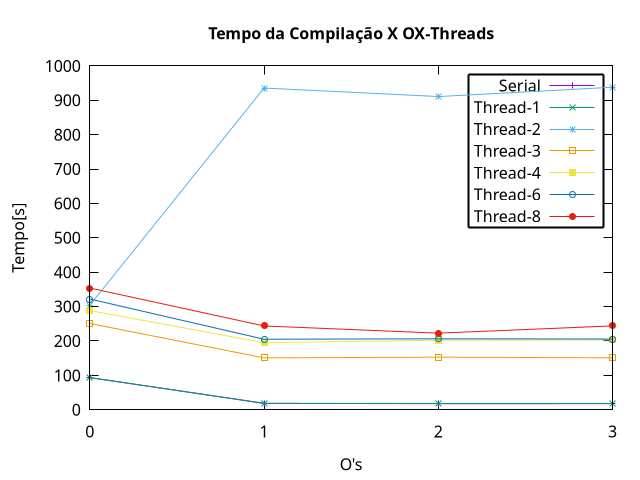 Tempo da Compilação X OX-Threads
1000
900
800
700
600
500
400
300
200
100
0
Tempo[s]
Serial
Thread-1
Thread-2
Thread-3
Thread-4
Thread-6
Thread-8
0 1 2 3
O's